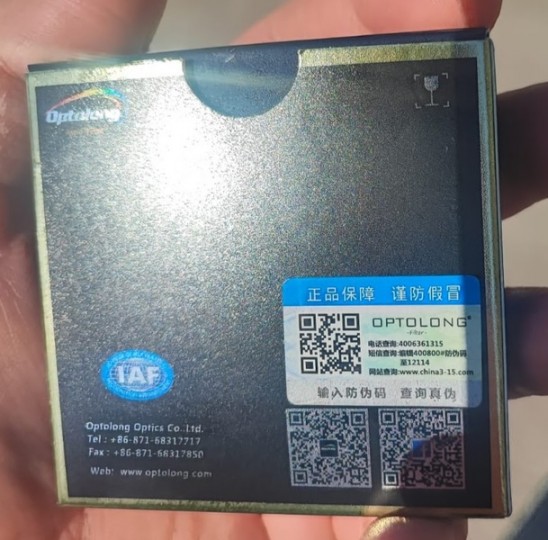 Optolong
正品保障 谨防假冒
OPTOLONG®
-Filter-
电话查询:4006361315
短信查询:编辑400800#防伪码
至12114
网站查询:www.china3-15.com
输入防伪码 查询真伪
IAF
Optolong Optics Co.,Ltd.
Tel : +86-871-68317717
Fax : +86-871-68317850
Web: www.optolong.com